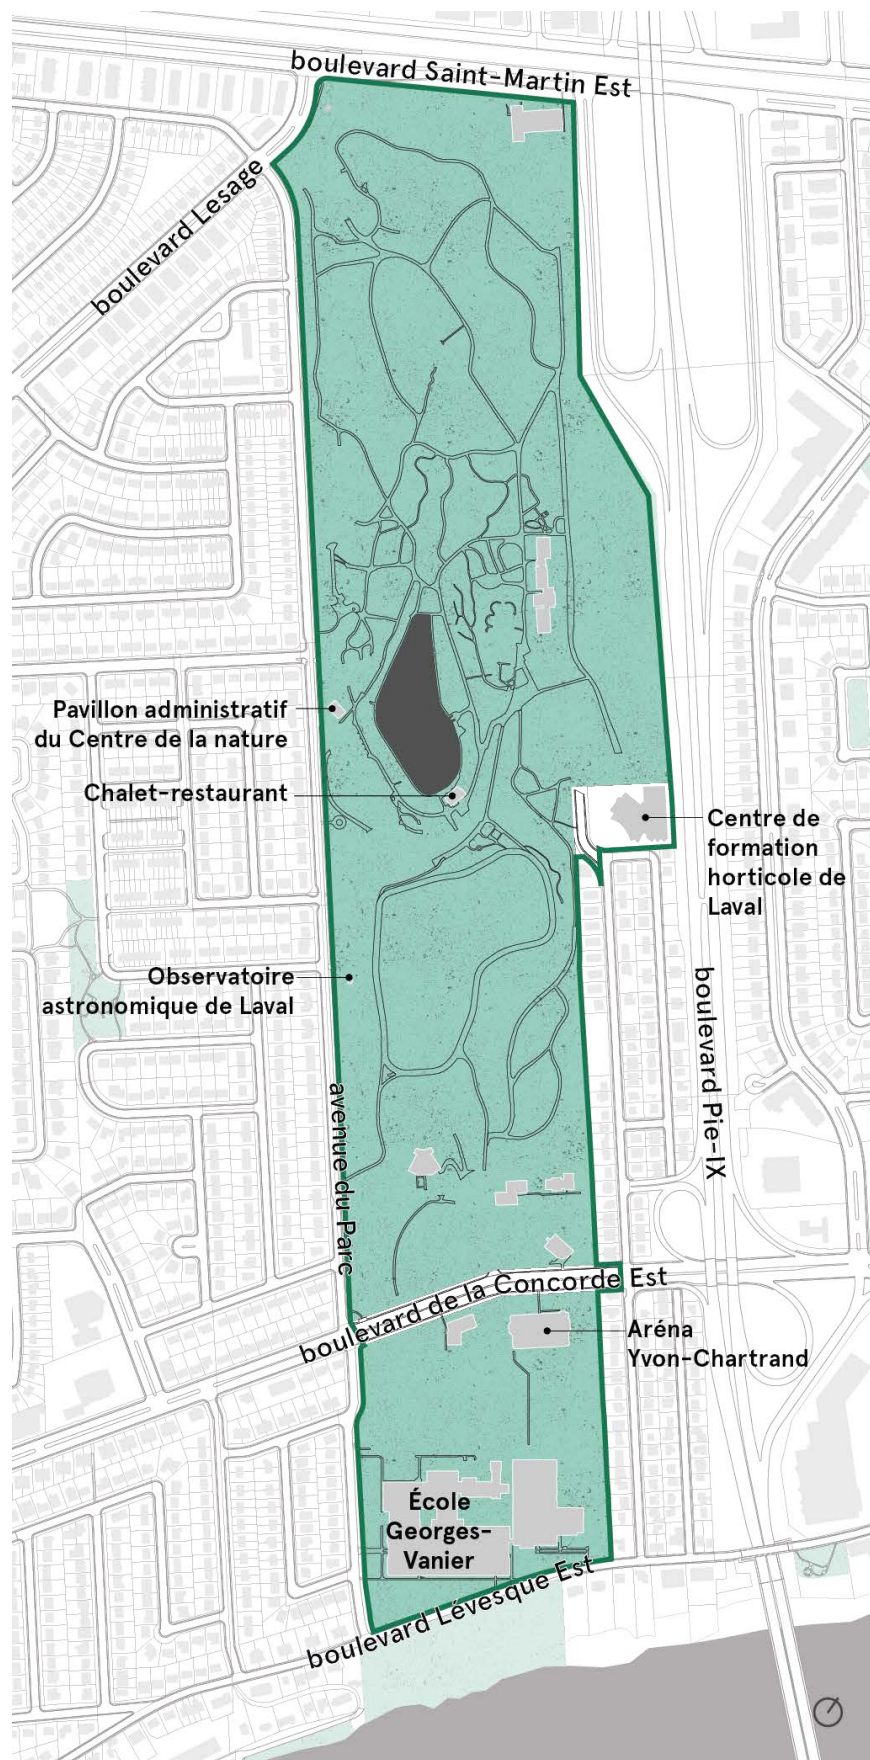 boulevard Saint-Martin Est
boulevard Lesage
Pavillon administratif
du Centre de la nature
Chalet-restaurant
Centre de
formation
horticole de
Laval
Observatoire
astronomique de Laval
boulevard Pie-IX
avenue du Parc
boulevard de la Concorde Est
Aréna
Yvon-Chartrand
École
Georges-
Vanier
boulevard Lévesque Est